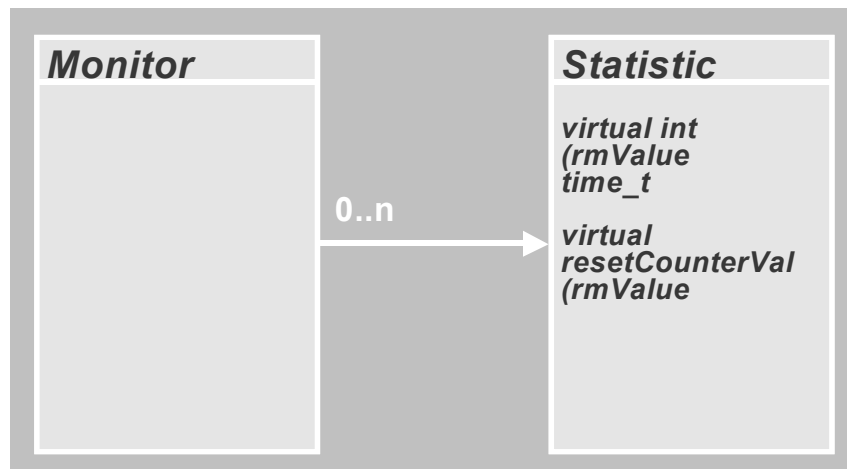 Monitor
Statistic
virtual int
(rmValue
time_t
0..n
virtual
resetCounterVal
(rmValue